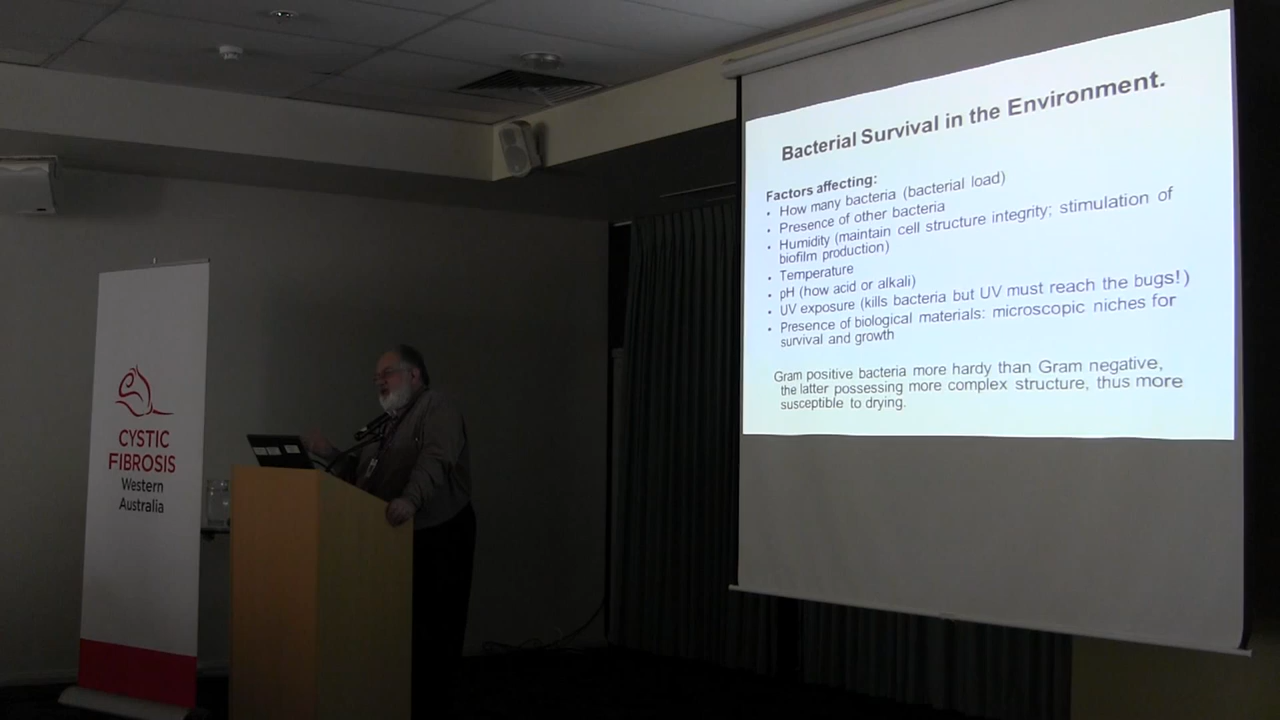 CYSTIC
FIBROSIS
Western
Australia
Bacterial Survival in the Environment.
Factors affecting:
• How many bacteria (bacterial load)
• Presence of other bacteria
• Humidity (maintain cell structure integrity; stimulation of
biofilm production)
• Temperature
• pH (how acid or alkali)
• UV exposure (kills bacteria but UV must reach the bugs!)
• Presence of biological materials: microscopic niches for
survival and growth
Gram positive bacteria more hardy than Gram negative,
the latter possessing more complex structure, thus more
susceptible to drying.